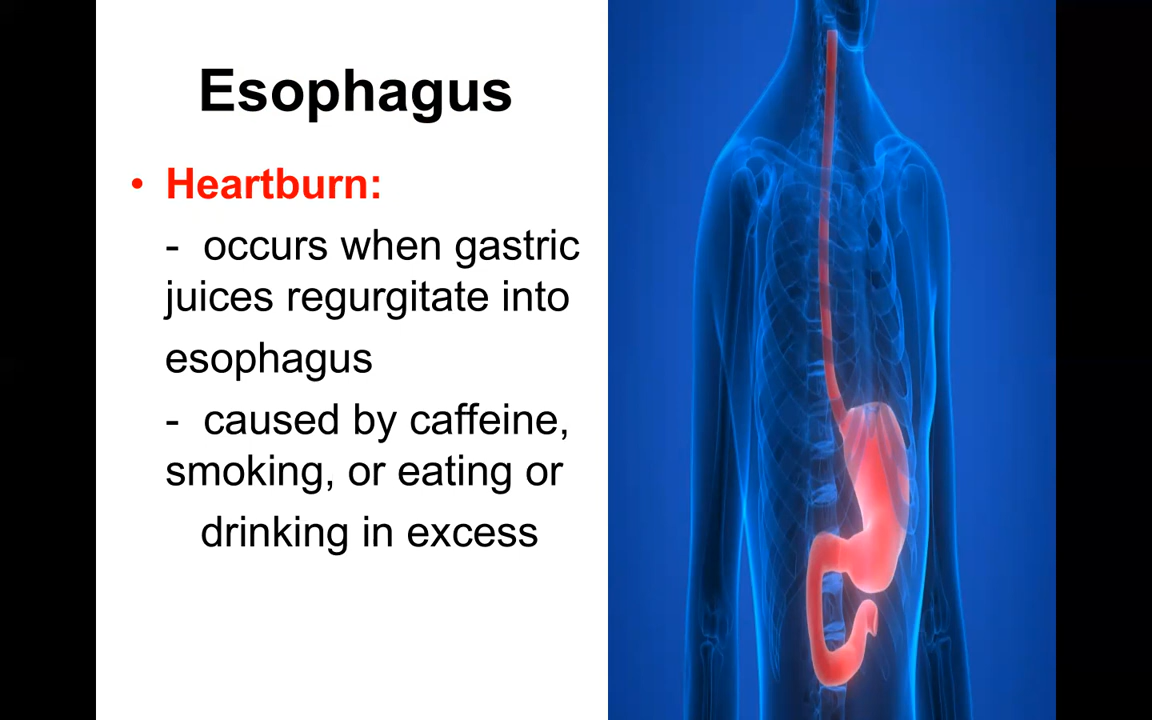 Esophagus
• Heartburn:
- occurs when gastric
juices regurgitate into
esophagus
- caused by caffeine,
smoking, or eating or
drinking in excess